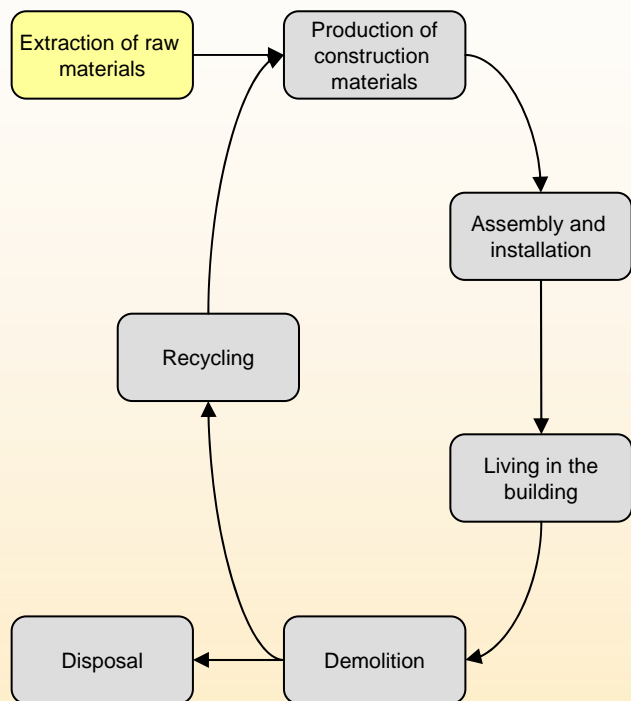 Extraction of raw
materials
Production of
construction
materials
Assembly and
installation
Recycling
Living in the
building
Disposal
Demolition